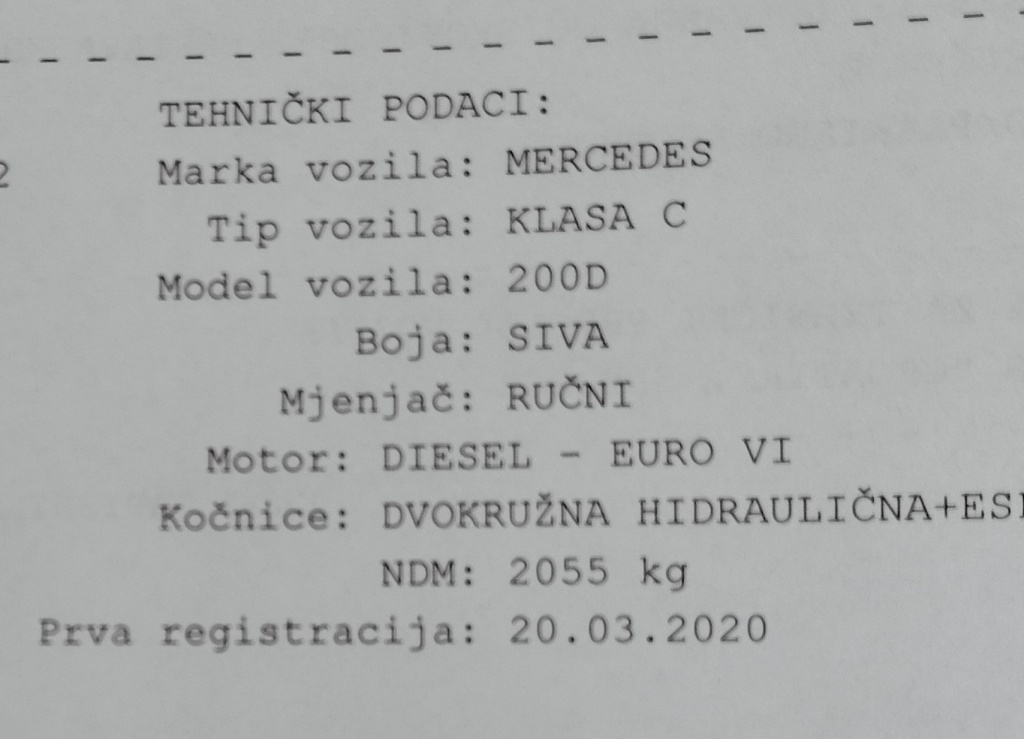 TEHNIČKI PODACI:
2 Marka vozila: MERCEDES
Tip vozila: KLASA C
Model vozila: 200D
Boja: SIVA
Mjenjač: RUČNI
Motor: DIESEL - EURO VI
Kočnice: DVOKRUŽNA HIDRAULIČNA+
NDM: 2055 kg
Prva registracija: 20.03.2020